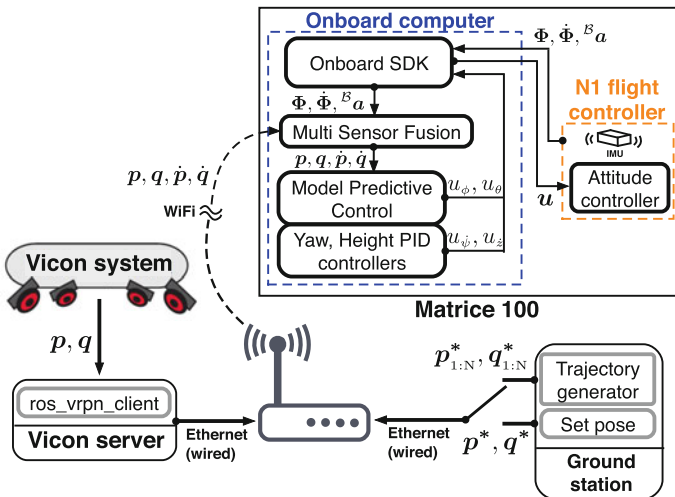 Onboard computer
Onboard SDK
Φ, Φ̇, ᴮa
Multi Sensor Fusion
p, q, ṗ, q̇
Model Predictive
Control
u_ϕ, u_θ
Yaw, Height PID
controllers
u_ψ̇, u_ż
Matrice 100
Φ, Φ̇, ᴮa
N1 flight
controller
IMU
Attitude
controller
u
p, q, ṗ, q̇
WiFi
Vicon system
p, q
ros_vrpn_client
Vicon server
Ethernet
(wired)
Ethernet
(wired)
p*₁:N, q*₁:N
p*, q*
Trajectory
generator
Set pose
Ground
station